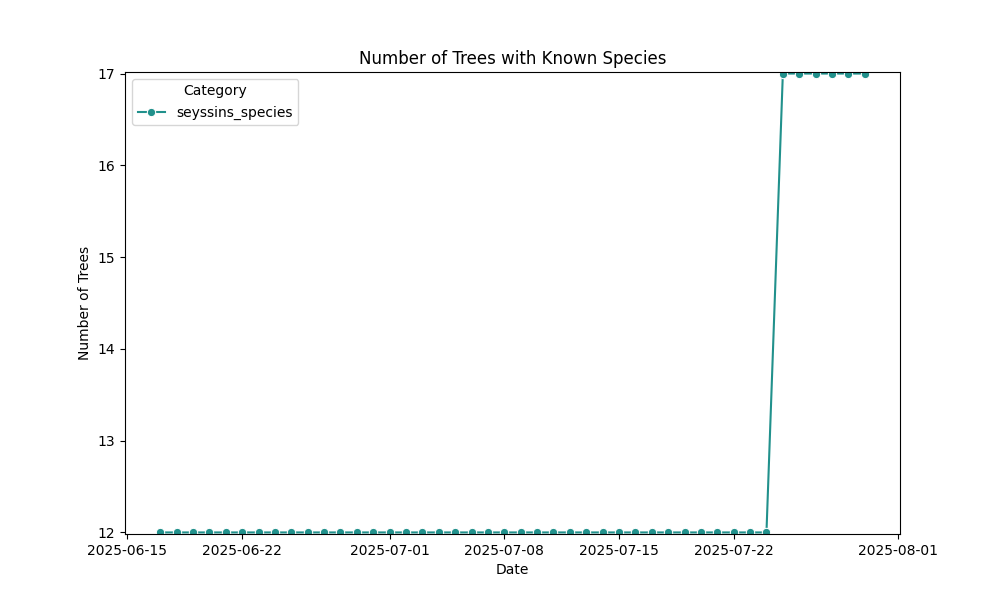 Number of Trees with Known Species
17
Category
seyssins_species
16
15
Number of Trees
14
13
12
2025-06-15 2025-06-22 2025-07-01 2025-07-08 2025-07-15 2025-07-22 2025-08-01
Date